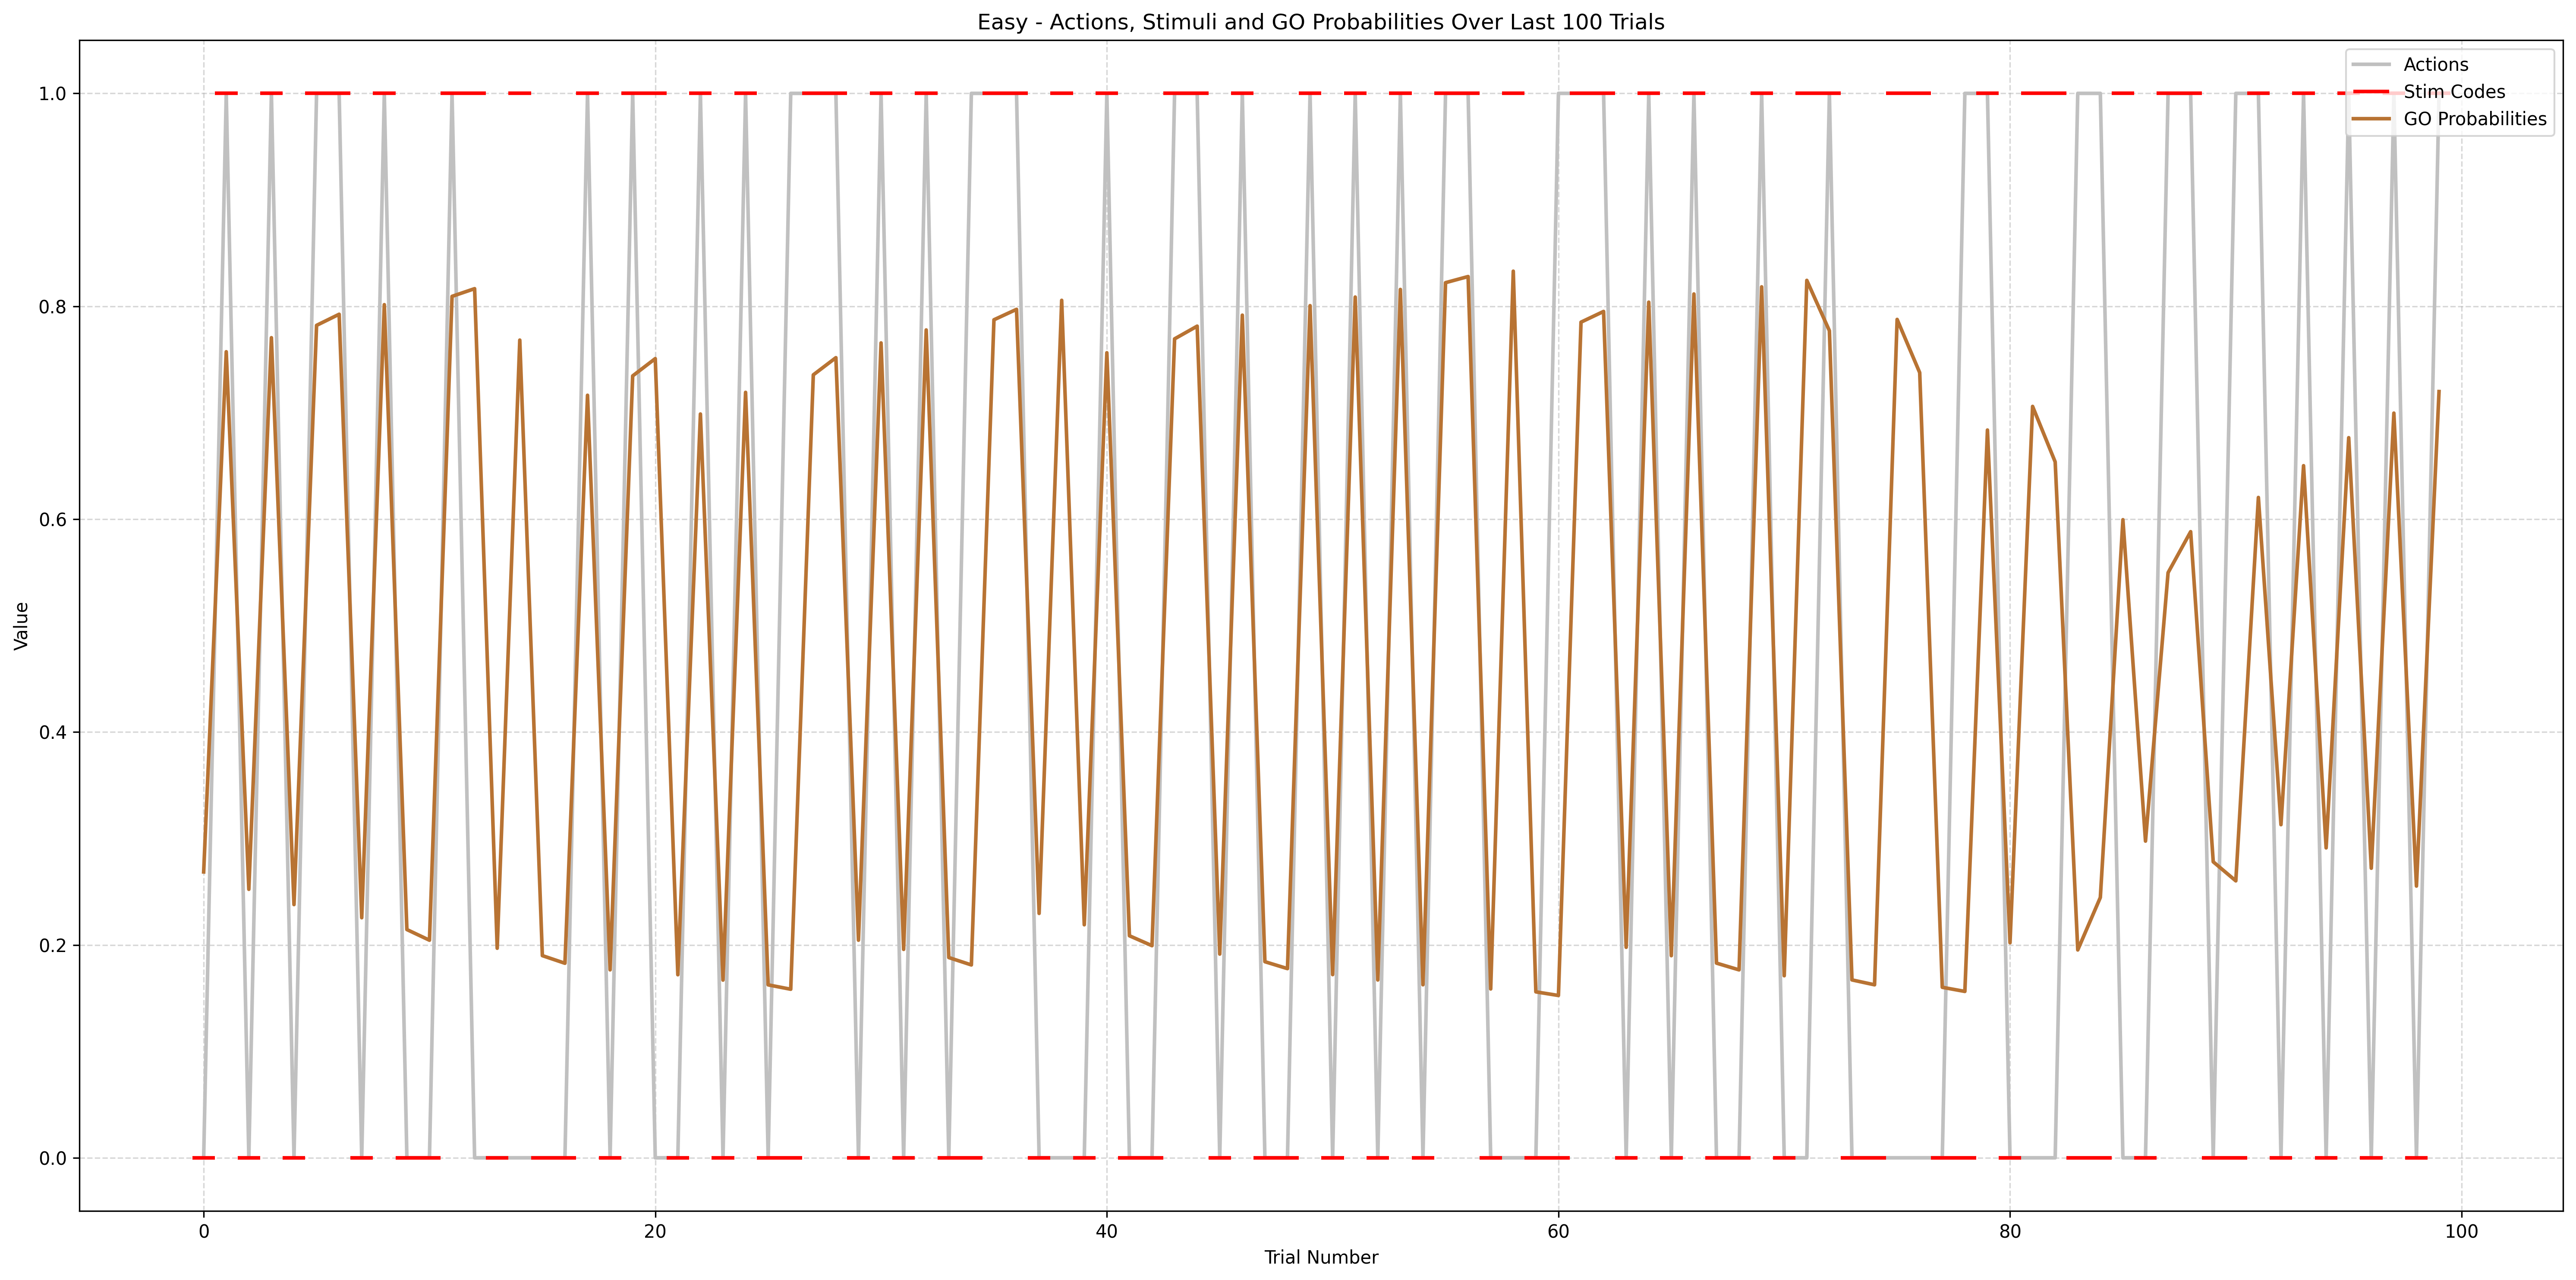 Easy - Actions, Stimuli and GO Probabilities Over Last 100 Trials
Actions
Stim Codes
GO Probabilities
1.0
0.8
0.6
0.4
0.2
0.0
Value
0 20 40 60 80 100
Trial Number